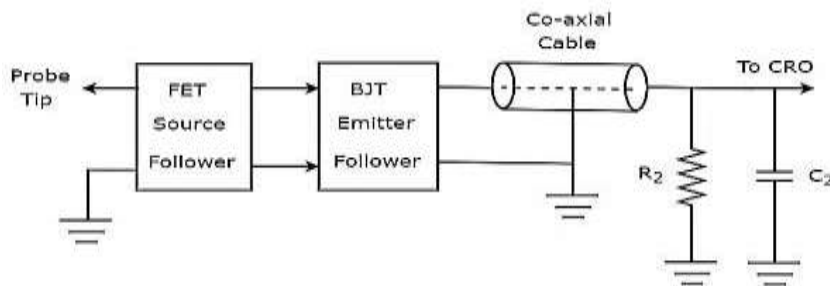 Co-axial
Cable
Probe
Tip
FET
Source
Follower
BJT
Emitter
Follower
To CRO
R2
C2